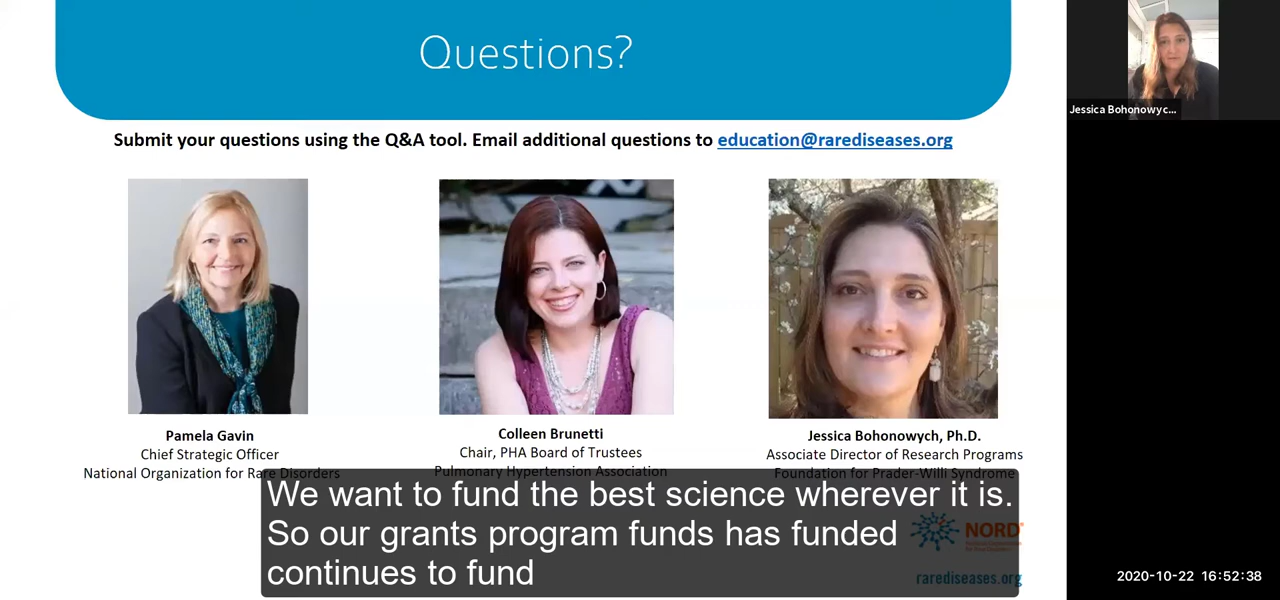 Questions?
Submit your questions using the Q&A tool. Email additional questions to education@rarediseases.org
Jessica Bohonowyc...
Pamela Gavin
Chief Strategic Officer
National Organization for Rare Disorders
Colleen Brunetti
Chair, PHA Board of Trustees
Pulmonary Hypertension Association
Jessica Bohonowych, Ph.D.
Associate Director of Research Programs
Foundation for Prader-Willi Syndrome
We want to fund the best science wherever it is.
So our grants program funds has funded
continues to fund
NORD
rarediseases.org
2020-10-22 16:52:38